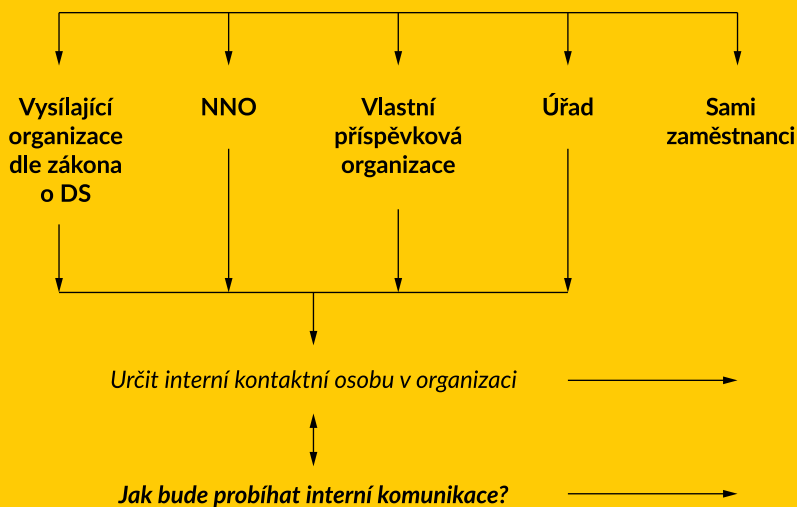 Vysílající
organizace
dle zákona
o DS
NNO
Vlastní
příspěvková
organizace
Úřad
Sami
zaměstnanci
Určit interní kontaktní osobu v organizaci
Jak bude probíhat interní komunikace?